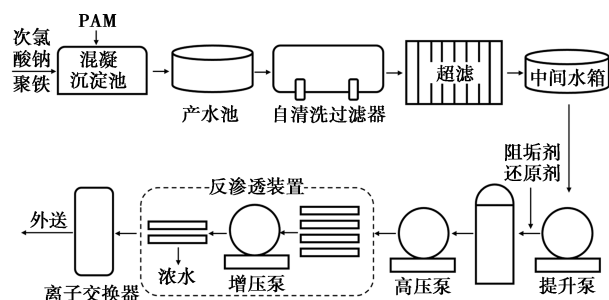 PAM
次氯
酸钠
聚铁
混凝
沉淀池
产水池
自清洗过滤器
超滤
中间水箱
阻垢剂
还原剂
反渗透装置
外送
浓水
增压泵
高压泵
提升泵
离子交换器